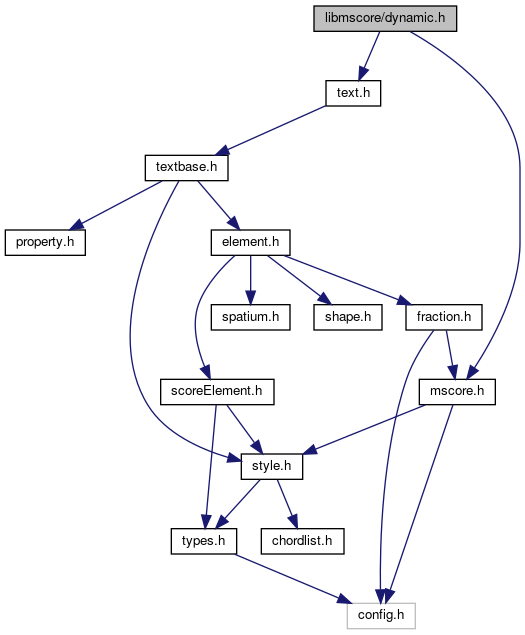 libmscore/dynamic.h
text.h
textbase.h
property.h
element.h
spatium.h
shape.h
fraction.h
scoreElement.h
mscore.h
style.h
types.h
chordlist.h
config.h